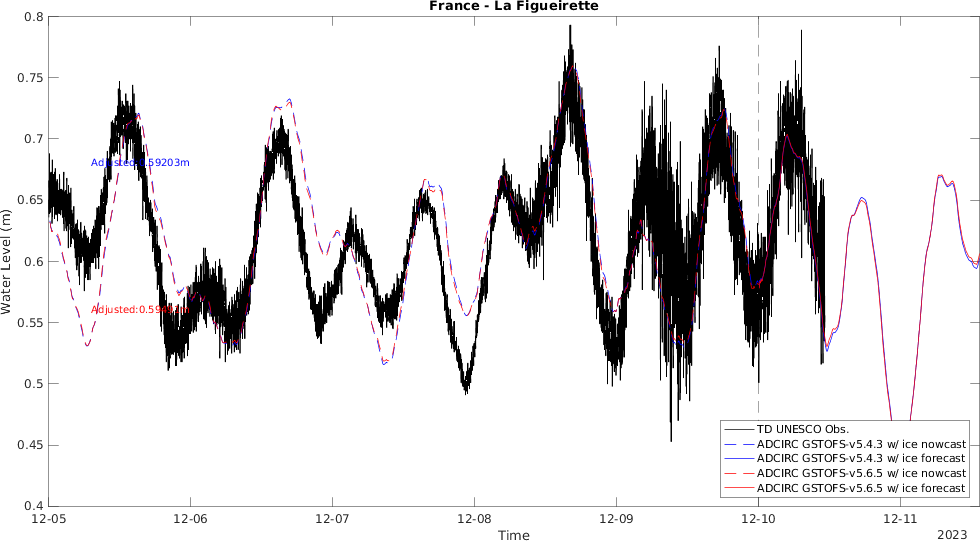 France - La Figueirette
0.8
0.75
0.7
0.65
0.6
0.55
0.5
0.45
0.4
Water Level (m)
Adjusted:0.59203m
TD UNESCO Obs.
ADCIRC GSTOFS-v5.4.3 w/ ice nowcast
ADCIRC GSTOFS-v5.4.3 w/ ice forecast
ADCIRC GSTOFS-v5.6.5 w/ ice nowcast
ADCIRC GSTOFS-v5.6.5 w/ ice forecast
12-05 12-06 12-07 12-08 12-09 12-10 12-11
Time
2023